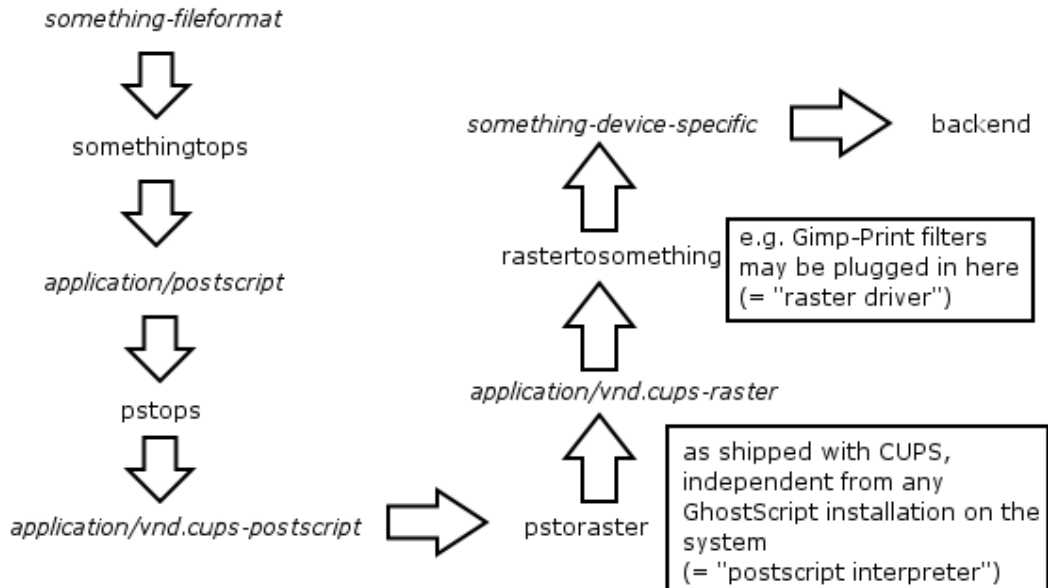 something-fileformat
somethingtops
application/postscript
pstops
application/vnd.cups-postscript
pstoraster
as shipped with CUPS,
independent from any
GhostScript installation on the
system
(= "postscript interpreter")
application/vnd.cups-raster
rastertosomething
e.g. Gimp-Print filters
may be plugged in here
(= "raster driver")
something-device-specific
backend